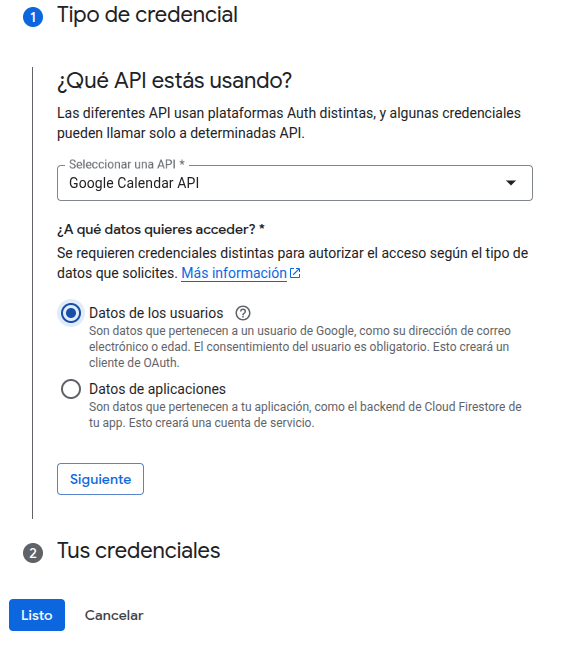 1 Tipo de credencial
¿Qué API estás usando?
Las diferentes API usan plataformas Auth distintas, y algunas credenciales
pueden llamar solo a determinadas API.
Seleccionar una API *
Google Calendar API
¿A qué datos quieres acceder? *
Se requieren credenciales distintas para autorizar el acceso según el tipo de
datos que solicites. Más información
Datos de los usuarios
Son datos que pertenecen a un usuario de Google, como su dirección de correo
electrónico o edad. El consentimiento del usuario es obligatorio. Esto creará un
cliente de OAuth.
Datos de aplicaciones
Son datos que pertenecen a tu aplicación, como el backend de Cloud Firestore de
tu app. Esto creará una cuenta de servicio.
Siguiente
2 Tus credenciales
Listo Cancelar